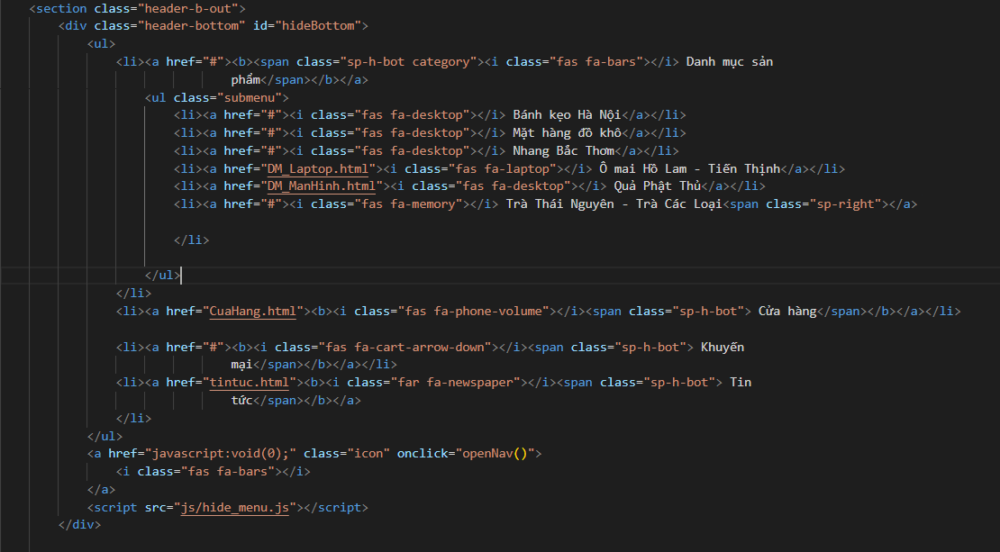 <section class="header-b-out">
<div class="header-bottom" id="hideBottom">
<ul>
<li><a href="#"><b><span class="sp-h-bot category"><i class="fas fa-bars"></i> Danh mục sản
phẩm</span></b></a>
<ul class="submenu">
<li><a href="#"><i class="fas fa-desktop"></i> Bánh kẹo Hà Nội</a></li>
<li><a href="#"><i class="fas fa-desktop"></i> Mặt hàng đồ khô</a></li>
<li><a href="#"><i class="fas fa-desktop"></i> Nhang Bắc Thơm</a></li>
<li><a href="DM_Laptop.html"><i class="fas fa-laptop"></i> Ô mai Hồ Lam - Tiến Thịnh</a></li>
<li><a href="DM_ManHinh.html"><i class="fas fa-desktop"></i> Quả Phật Thủ</a></li>
<li><a href="#"><i class="fas fa-memory"></i> Trà Thái Nguyên - Trà Các Loại<span class="sp-right"></a>
</li>
</ul>
</li>
<li><a href="CuaHang.html"><b><i class="fas fa-phone-volume"></i><span class="sp-h-bot"> Cửa hàng</span></b></a></li>
<li><a href="#"><b><i class="fas fa-cart-arrow-down"></i><span class="sp-h-bot"> Khuyến
mại</span></b></a></li>
<li><a href="tintuc.html"><b><i class="far fa-newspaper"></i><span class="sp-h-bot"> Tin
tức</span></b></a>
</li>
</ul>
<a href="javascript:void(0);" class="icon" onclick="openNav()">
<i class="fas fa-bars"></i>
</a>
<script src="js/hide_menu.js"></script>
</div>